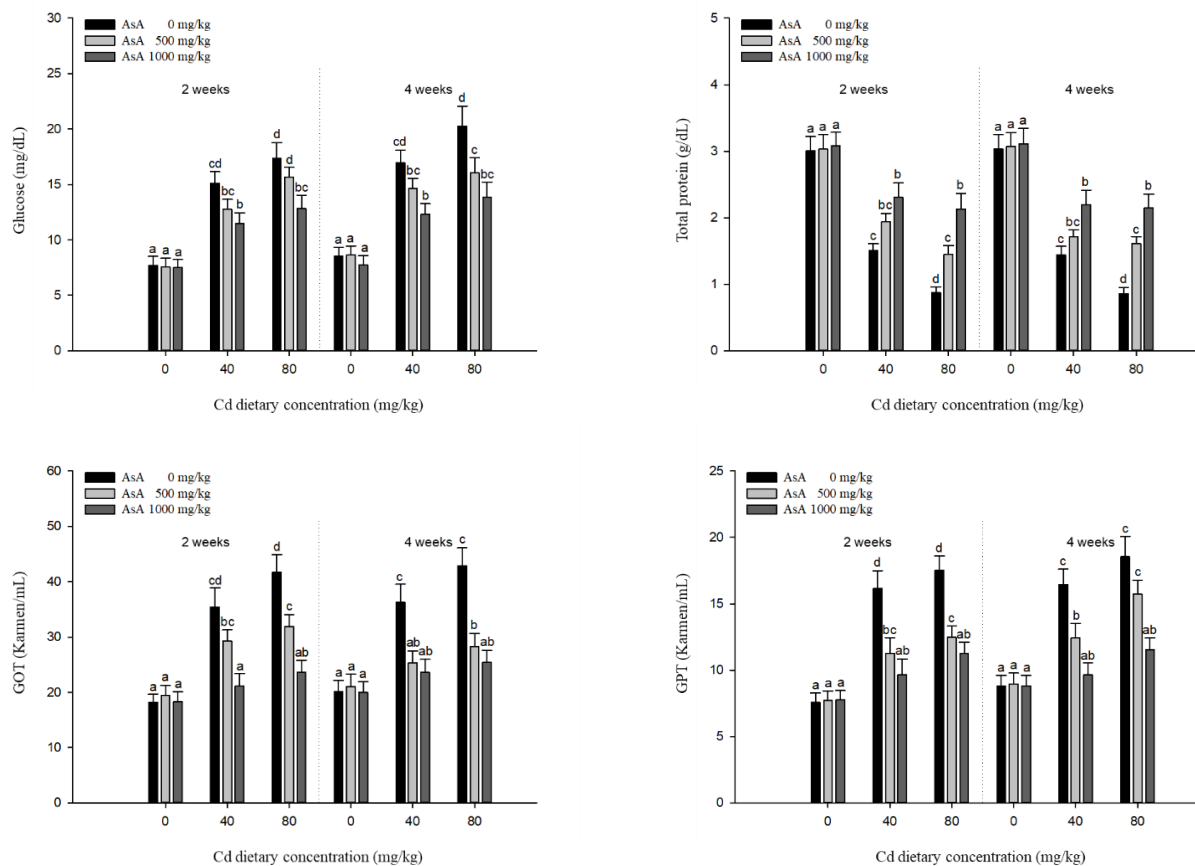 30
25
20
15
10
5
0
Glucose (mg/dL)
AsA 0 mg/kg
AsA 500 mg/kg
AsA 1000 mg/kg
2 weeks
4 weeks
a a a
cd bc b
d d bc
a a a
cd bc b
d c bc
0 40 80 0 40 80
Cd dietary concentration (mg/kg)
5
4
3
2
1
0
Total protein (g/dL)
AsA 0 mg/kg
AsA 500 mg/kg
AsA 1000 mg/kg
2 weeks
4 weeks
a a a
c bc b
d c b
a a a
c bc b
d c b
0 40 80 0 40 80
Cd dietary concentration (mg/kg)
60
50
40
30
20
10
0
GOT (Karmen/mL)
AsA 0 mg/kg
AsA 500 mg/kg
AsA 1000 mg/kg
2 weeks
4 weeks
a a a
cd bc a
d c ab
a a a
c ab ab
c b ab
0 40 80 0 40 80
Cd dietary concentration (mg/kg)
25
20
15
10
5
0
GPT (Karmen/mL)
AsA 0 mg/kg
AsA 500 mg/kg
AsA 1000 mg/kg
2 weeks
4 weeks
a a a
d bc ab
d c ab
a a a
c b ab
c c ab
0 40 80 0 40 80
Cd dietary concentration (mg/kg)